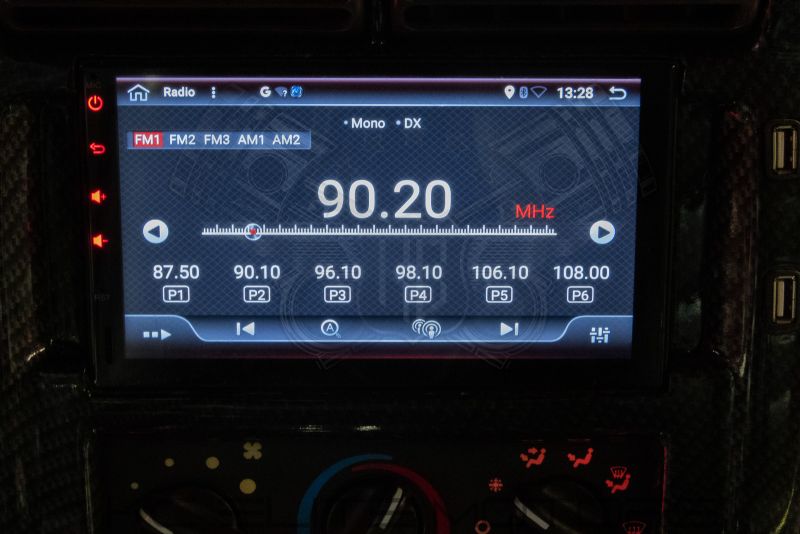 Radio 13:28
• Mono • DX
FM1 FM2 FM3 AM1 AM2
90.20
MHz
87.50 90.10 96.10 98.10 106.10 108.00
P1 P2 P3 P4 P5 P6
RST